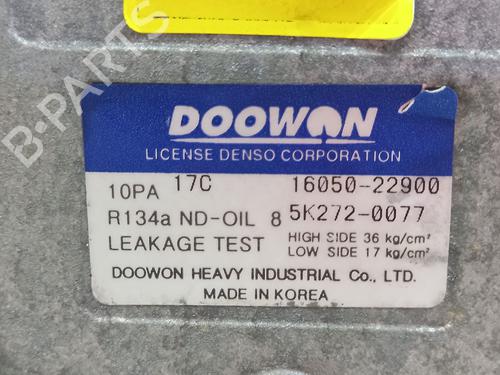 B-PARTS
DOOWON
LICENSE DENSO CORPORATION
10PA 17C 16050-22900
R134a ND-OIL 8 5K272-0077
LEAKAGE TEST HIGH SIDE 36 kg/cm²
LOW SIDE 17 kg/cm²
DOOWON HEAVY INDUSTRIAL Co., LTD.
MADE IN KOREA